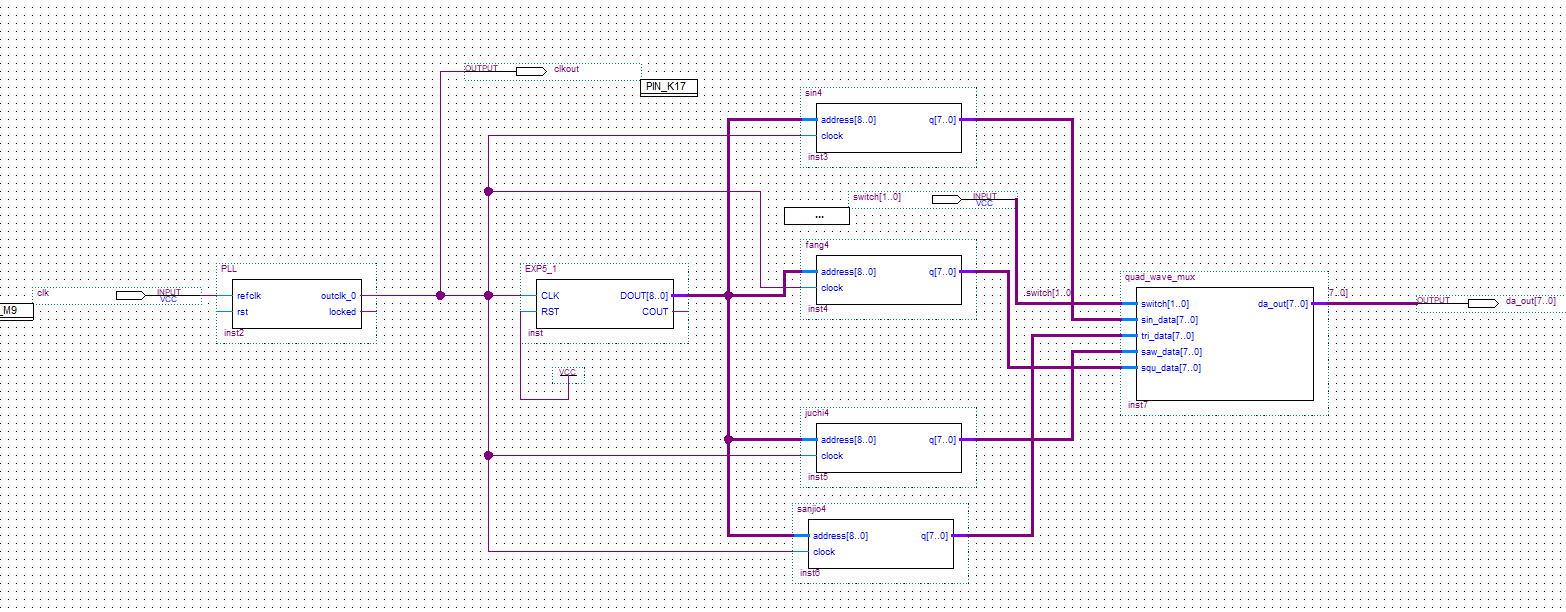 OUTPUT
clkout
PIN_K17
sin4
address[8..0]
q[7..0]
clock
inst3
switch[1..0]
INPUT
VCC
...
fang4
address[8..0]
q[7..0]
clock
inst4
clk
INPUT
VCC
_M9
PLL
refclk
outclk_0
rst
locked
inst2
EXP5_1
CLK
DOUT[8..0]
RST
COUT
inst
VCC
quad_wave_mux
switch[1..0]
switch[1..0]
da_out[7..0]
sin_data[7..0]
tri_data[7..0]
saw_data[7..0]
squ_data[7..0]
inst7
7..0]
OUTPUT
da_out[7..0]
juchi4
address[8..0]
q[7..0]
clock
inst5
sanjio4
address[8..0]
q[7..0]
clock
inst6